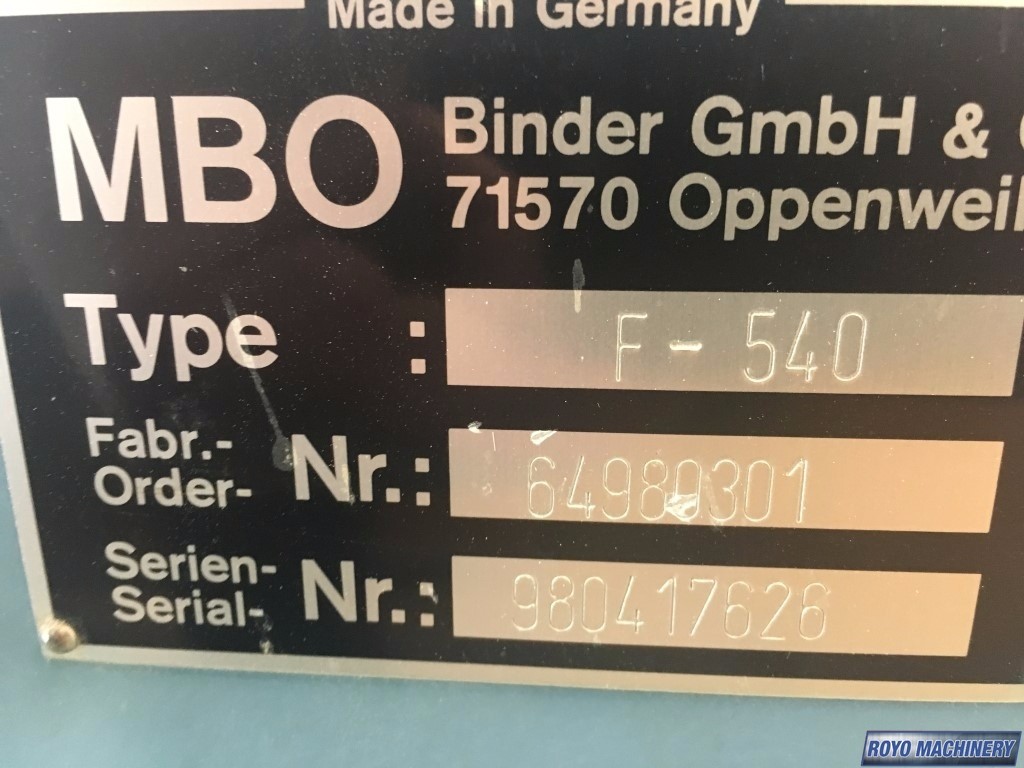 Made in Germany
MBO
Binder GmbH &
71570 Oppenweil
Type : F - 540
Fabr.-
Order- Nr.: 64980301
Serien-
Serial- Nr.: 980417626
ROYO MACHINERY